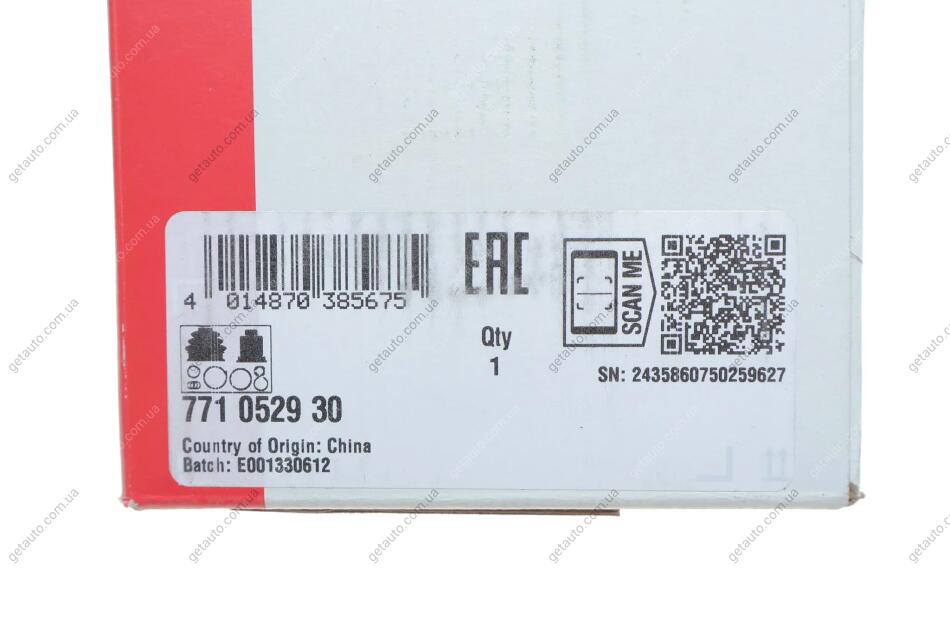 4 014870 385675
EAC
SCAN ME
Qty
1
SN: 2435860750259627
771 0529 30
Country of Origin: China
Batch: E001330612
getauto.com.ua